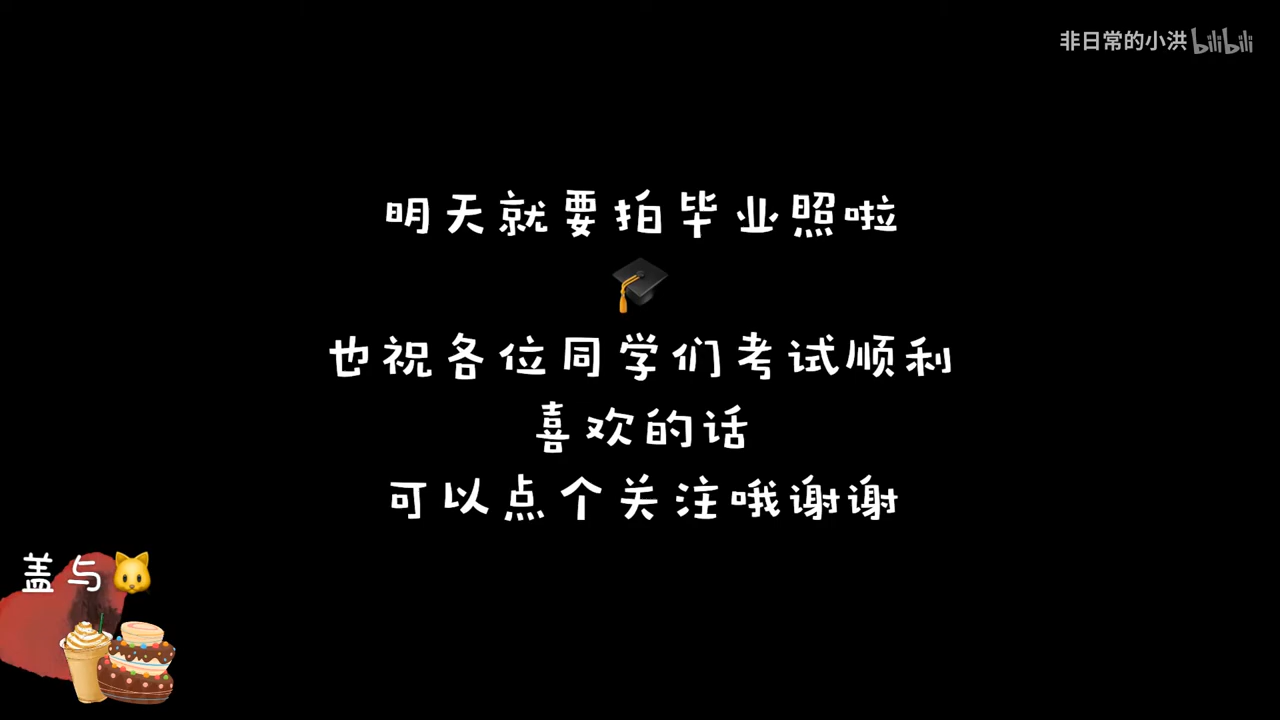 非日常的小洪 bilibili
明天就要拍毕业照啦
🎓
也祝各位同学们考试顺利
喜欢的话
可以点个关注哦谢谢
盖与🐱